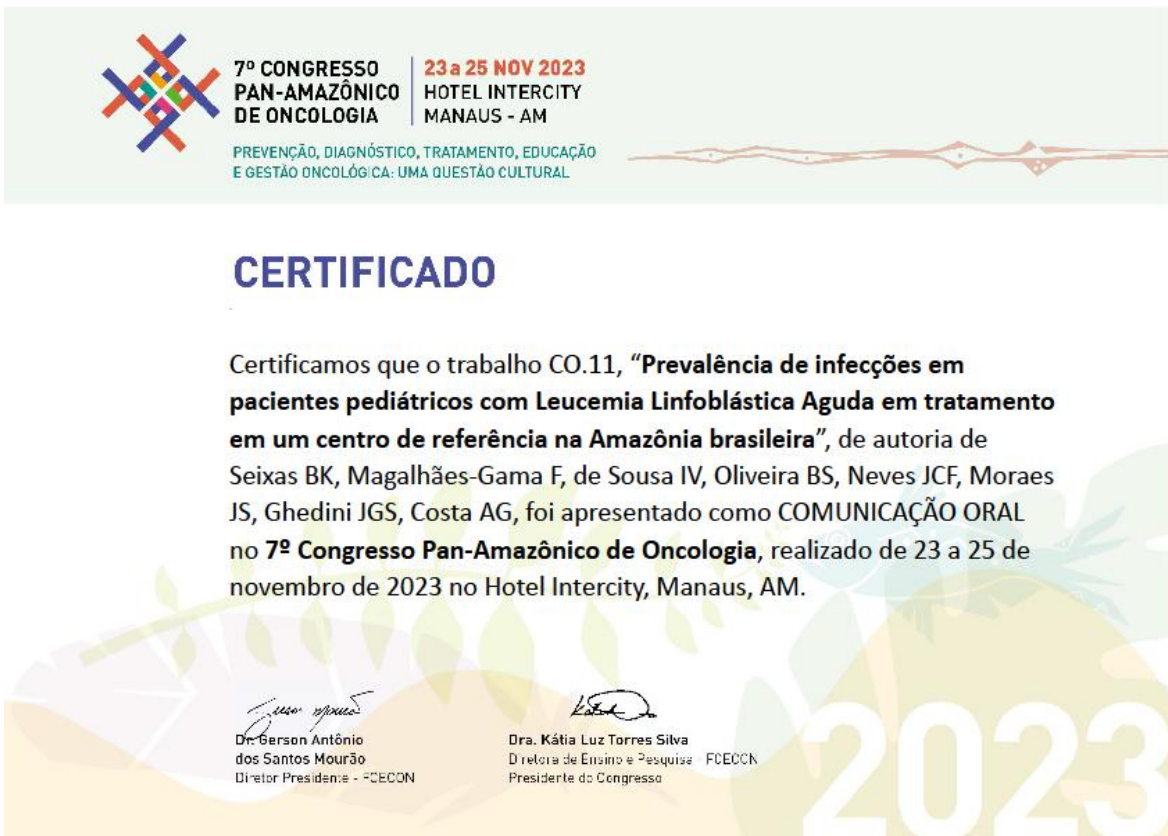 7º CONGRESSO
PAN-AMAZÔNICO
DE ONCOLOGIA
23 a 25 NOV 2023
HOTEL INTERCITY
MANAUS - AM
PREVENÇÃO, DIAGNÓSTICO, TRATAMENTO, EDUCAÇÃO
E GESTÃO ONCOLÓGICA: UMA QUESTÃO CULTURAL
CERTIFICADO
Certificamos que o trabalho CO.11, “Prevalência de infecções em
pacientes pediátricos com Leucemia Linfoblástica Aguda em tratamento
em um centro de referência na Amazônia brasileira”, de autoria de
Seixas BK, Magalhães-Gama F, de Sousa IV, Oliveira BS, Neves JCF, Moraes
JS, Ghedini JGS, Costa AG, foi apresentado como COMUNICAÇÃO ORAL
no 7º Congresso Pan-Amazônico de Oncologia, realizado de 23 a 25 de
novembro de 2023 no Hotel Intercity, Manaus, AM.
Dr. Gerson Antônio
dos Santos Mourão
Diretor Presidente - FCECON
Dra. Kátia Luz Torres Silva
Diretora de Ensino e Pesquisa - FCECON
Presidente do Congresso
2023